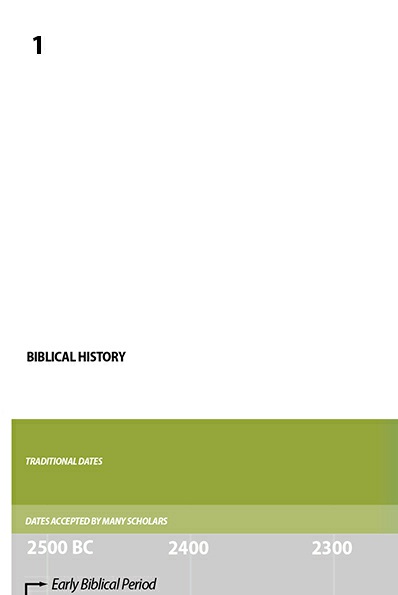 1
BIBLICAL HISTORY
TRADITIONAL DATES
DATES ACCEPTED BY MANY SCHOLARS
2500 BC 2400 2300
Early Biblical Period